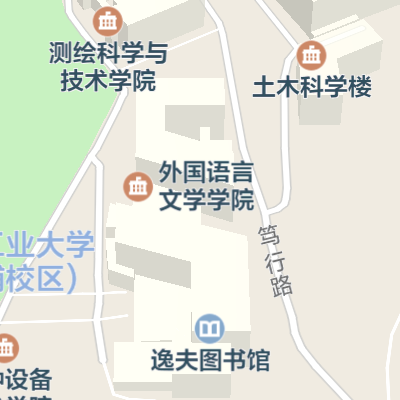 测绘科学与
技术学院
土木科学楼
外国语言
文学学院
工业大学
校区）
笃行路
逸夫图书馆
设备
学院